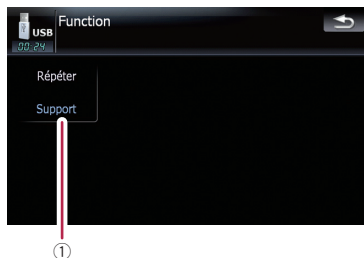 USB
Function
00:24
Répéter
Support
①